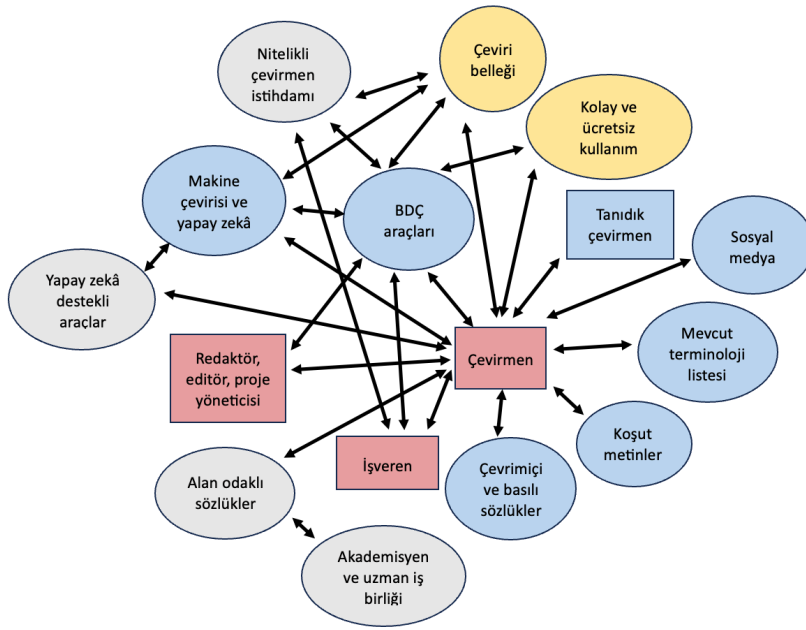 Nitelikli
çevirmen
istihdamı
Çeviri
belleği
Kolay ve
ücretsiz
kullanım
Makine
çevirisi ve
yapay zekâ
BDÇ
araçları
Tanıdık
çevirmen
Sosyal
medya
Yapay zekâ
destekli
araçlar
Redaktör,
editör, proje
yöneticisi
Çevirmen
Mevcut
terminoloji
listesi
Koşut
metinler
İşveren
Çevrimiçi
ve basılı
sözlükler
Alan odaklı
sözlükler
Akademisyen
ve uzman iş
birliği